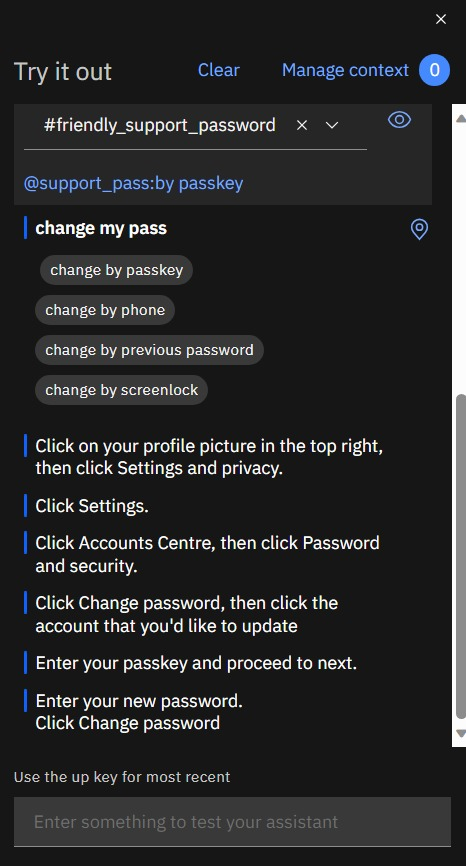 Try it out
Clear
Manage context
0
#friendly_support_password
@support_pass:by passkey
change my pass
change by passkey
change by phone
change by previous password
change by screenlock
Click on your profile picture in the top right,
then click Settings and privacy.
Click Settings.
Click Accounts Centre, then click Password
and security.
Click Change password, then click the
account that you'd like to update
Enter your passkey and proceed to next.
Enter your new password.
Click Change password
Use the up key for most recent
Enter something to test your assistant